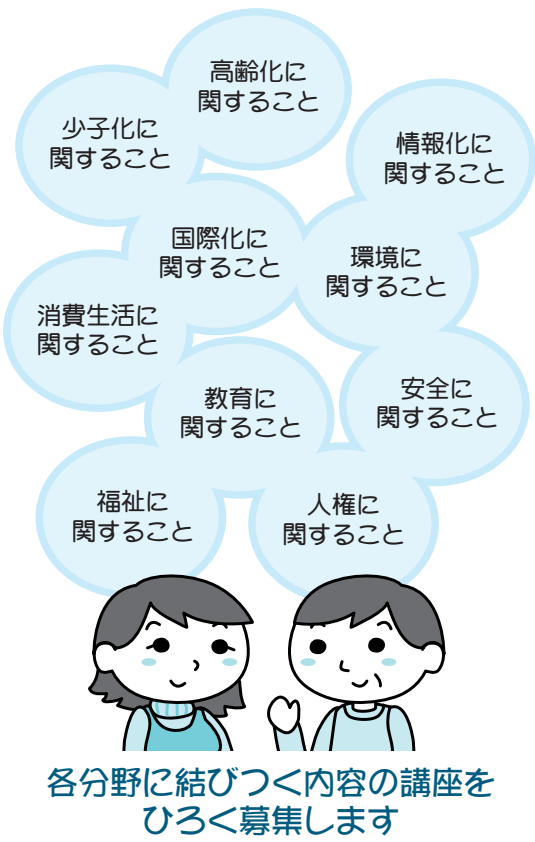 高齢化に
関すること
少子化に
関すること
情報化に
関すること
国際化に
関すること
環境に
関すること
消費生活に
関すること
教育に
関すること
安全に
関すること
福祉に
関すること
人権に
関すること
各分野に結びつく内容の講座を
ひろく募集します